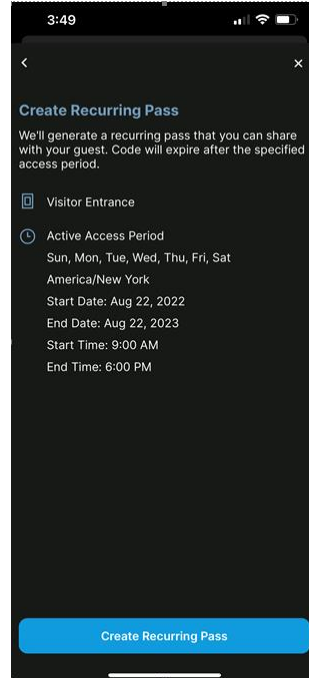 3:49
Create Recurring Pass
We'll generate a recurring pass that you can share
with your guest. Code will expire after the specified
access period.
Visitor Entrance
Active Access Period
Sun, Mon, Tue, Wed, Thu, Fri, Sat
America/New York
Start Date: Aug 22, 2022
End Date: Aug 22, 2023
Start Time: 9:00 AM
End Time: 6:00 PM
Create Recurring Pass